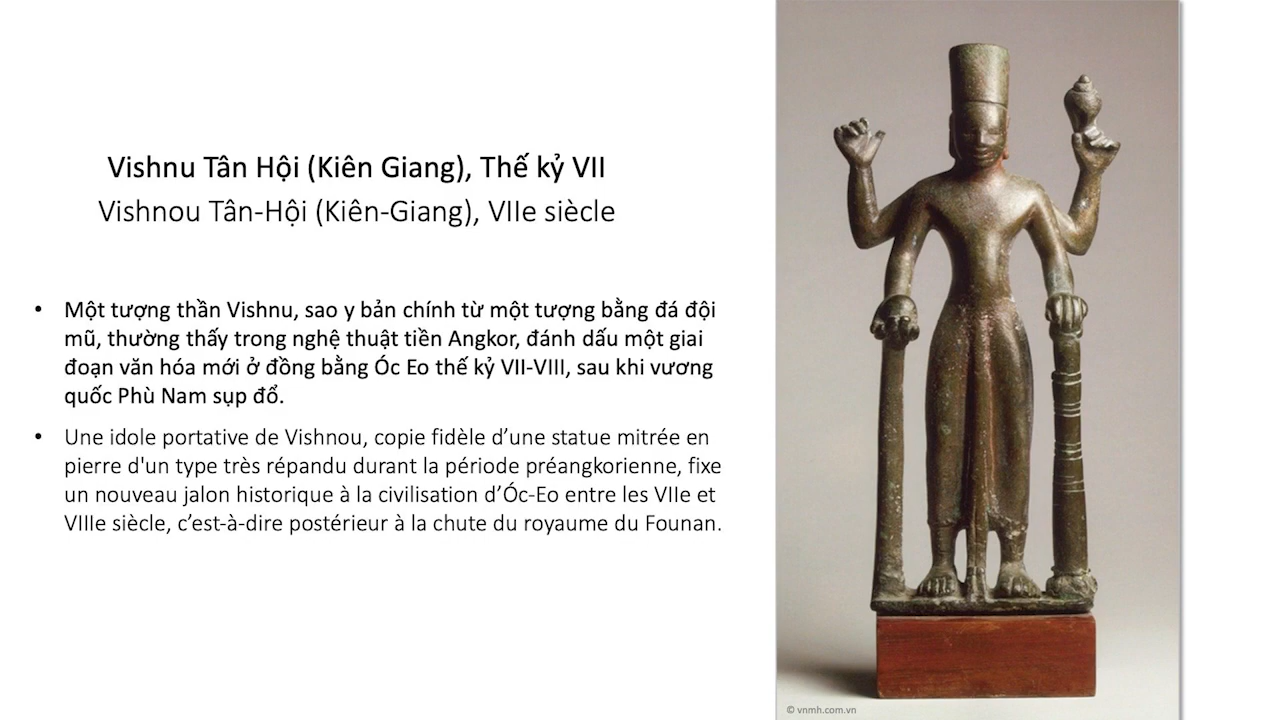 Vishnu Tân Hội (Kiên Giang), Thế kỷ VII
Vishnou Tân-Hội (Kiên-Giang), VIIe siècle
• Một tượng thần Vishnu, sao y bản chính từ một tượng bằng đá đội
mũ, thường thấy trong nghệ thuật tiền Angkor, đánh dấu một giai
đoạn văn hóa mới ở đồng bằng Óc Eo thế kỷ VII-VIII, sau khi vương
quốc Phù Nam sụp đổ.
• Une idole portative de Vishnou, copie fidèle d’une statue mitrée en
pierre d'un type très répandu durant la période préangkorienne, fixe
un nouveau jalon historique à la civilisation d’Óc-Eo entre les VIIe et
VIIIe siècle, c’est-à-dire postérieur à la chute du royaume du Founan.
© vnmh.com.vn